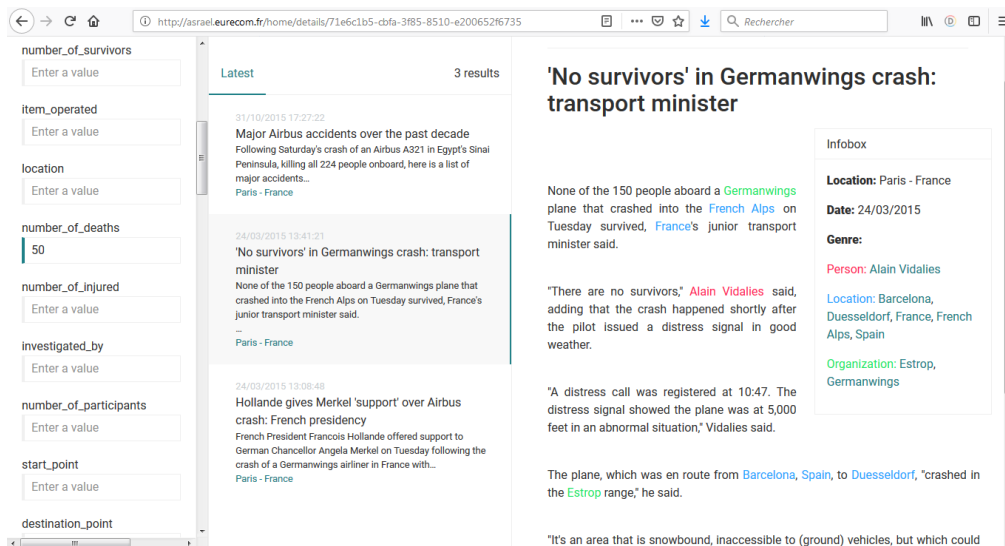 http://asrael.eurecom.fr/home/details/71e6c1b5-cbfa-3f85-8510-e200652f6735
Rechercher
number_of_survivors
Enter a value
item_operated
Enter a value
location
Enter a value
number_of_deaths
50
number_of_injured
Enter a value
investigated_by
Enter a value
number_of_participants
Enter a value
start_point
Enter a value
destination_point
Latest
3 results
31/10/2015 17:27:22
Major Airbus accidents over the past decade
Following Saturday's crash of an Airbus A321 in Egypt's Sinai
Peninsula, killing all 224 people onboard, here is a list of
major accidents...
Paris - France
24/03/2015 13:41:21
'No survivors' in Germanwings crash: transport
minister
None of the 150 people aboard a Germanwings plane that
crashed into the French Alps on Tuesday survived, France's
junior transport minister said.
...
Paris - France
24/03/2015 13:08:48
Hollande gives Merkel 'support' over Airbus
crash: French presidency
French President Francois Hollande offered support to
German Chancellor Angela Merkel on Tuesday following the
crash of a Germanwings airliner in France with...
Paris - France
'No survivors' in Germanwings crash:
transport minister
None of the 150 people aboard a Germanwings
plane that crashed into the French Alps on
Tuesday survived, France's junior transport
minister said.
"There are no survivors," Alain Vidalies said,
adding that the crash happened shortly after
the pilot issued a distress signal in good
weather.
"A distress call was registered at 10:47. The
distress signal showed the plane was at 5,000
feet in an abnormal situation," Vidalies said.
The plane, which was en route from Barcelona, Spain, to Duesseldorf, "crashed in
the Estrop range," he said.
"It's an area that is snowbound, inaccessible to (ground) vehicles, but which could
Infobox
Location: Paris - France
Date: 24/03/2015
Genre:
Person: Alain Vidalies
Location: Barcelona,
Duesseldorf, France, French
Alps, Spain
Organization: Estrop,
Germanwings